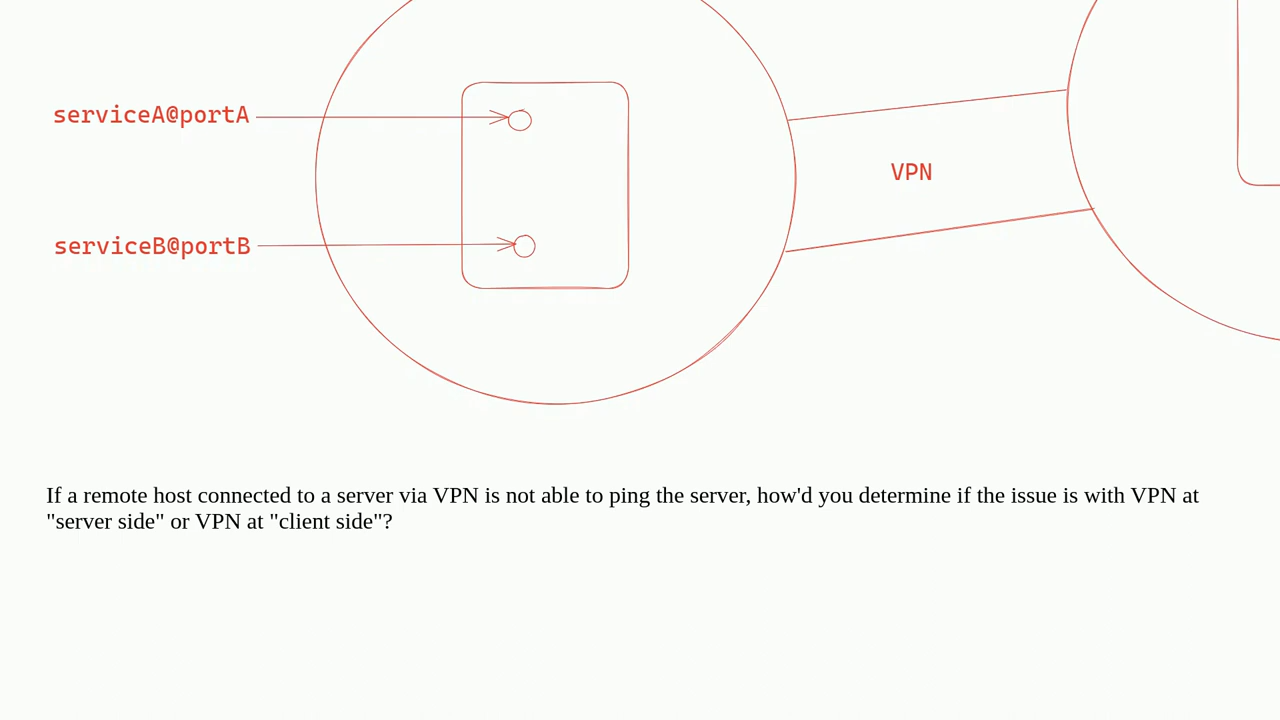 serviceA@portA
VPN
serviceB@portB
If a remote host connected to a server via VPN is not able to ping the server, how'd you determine if the issue is with VPN at
"server side" or VPN at "client side"?